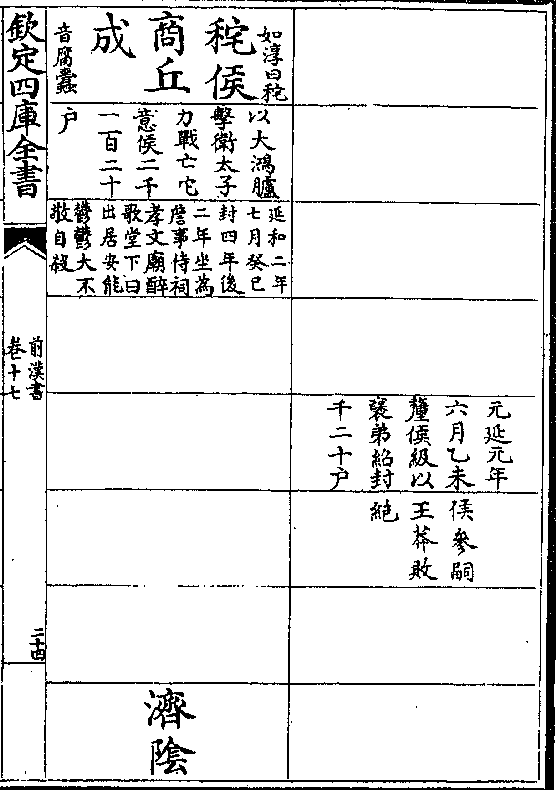 元延元年
六月乙未
釐侯級以
襃弟紹封
千二十户
侯參嗣
王莽敗
絶
秺侯
商丘
成
如淳曰秺
音腐蠹
以大鴻臚
擊衛太子
力戰亡它
意侯二千
一百二十
户
延和二年
七月癸巳
封四年後
二年坐為
詹事侍祠
孝文廟醉
歌堂下曰
出居安能
鬱鬱大不
敬自殺
濟隂
欽定四庫全書
前漢書
卷十七
二十四